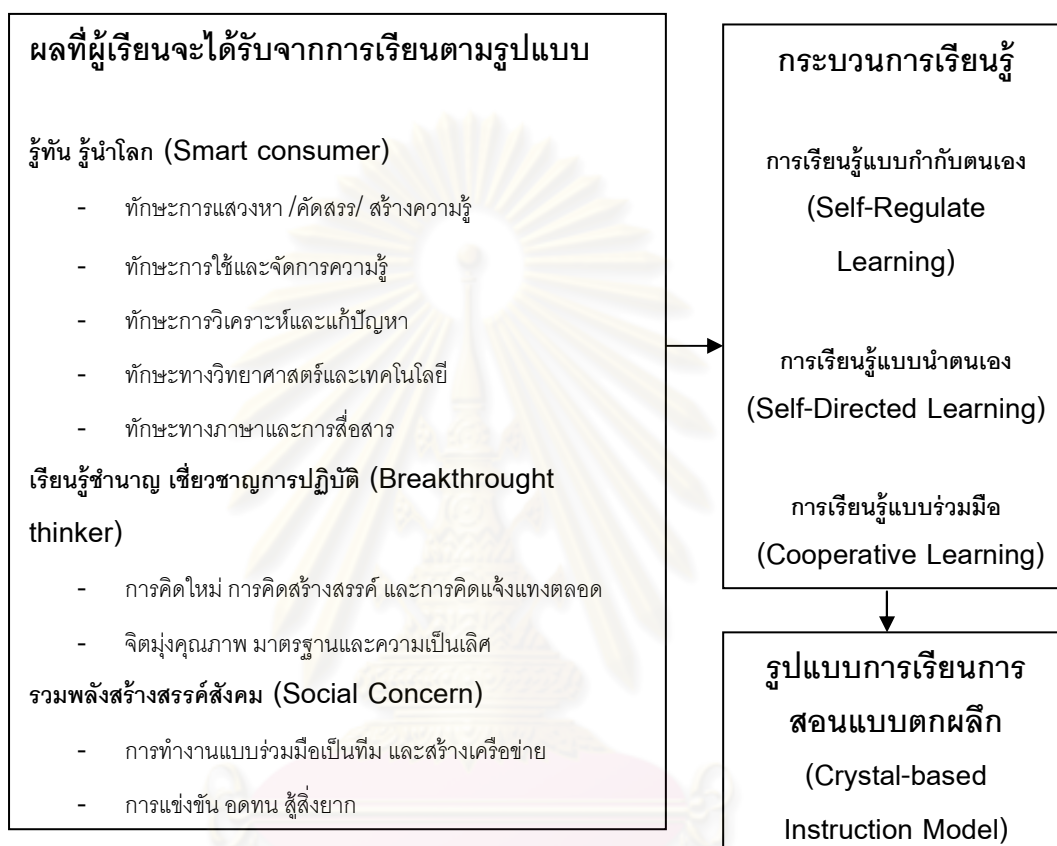 ผลที่ผู้เรียนจะได้รับจากการเรียนตามรูปแบบ
รู้ทัน รู้นำโลก (Smart consumer)
- ทักษะการแสวงหา /คัดสรร/ สร้างความรู้
- ทักษะการใช้และจัดการความรู้
- ทักษะการวิเคราะห์และแก้ปัญหา
- ทักษะทางวิทยาศาสตร์และเทคโนโลยี
- ทักษะทางภาษาและการสื่อสาร
เรียนรู้ชำนาญ เชี่ยวชาญการปฏิบัติ (Breakthrought
thinker)
- การคิดใหม่ การคิดสร้างสรรค์ และการคิดแจ้งแทงตลอด
- จิตมุ่งคุณภาพ มาตรฐานและความเป็นเลิศ
รวมพลังสร้างสรรค์สังคม (Social Concern)
- การทำงานแบบร่วมมือเป็นทีม และสร้างเครือข่าย
- การแข่งขัน อดทน สู้สิ่งยาก
กระบวนการเรียนรู้
การเรียนรู้แบบกำกับตนเอง
(Self-Regulate
Learning)
การเรียนรู้แบบนำตนเอง
(Self-Directed Learning)
การเรียนรู้แบบร่วมมือ
(Cooperative Learning)
รูปแบบการเรียนการ
สอนแบบตกผลึก
(Crystal-based
Instruction Model)